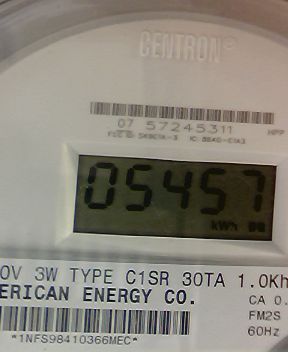 CENTRON®
07 57245311
05457
kWh
0V 3W TYPE C1SR 30TA 1.0Kh
ERICAN ENERGY CO.
CA 0.
FM2S
60Hz
*1NFS98410366MEC*